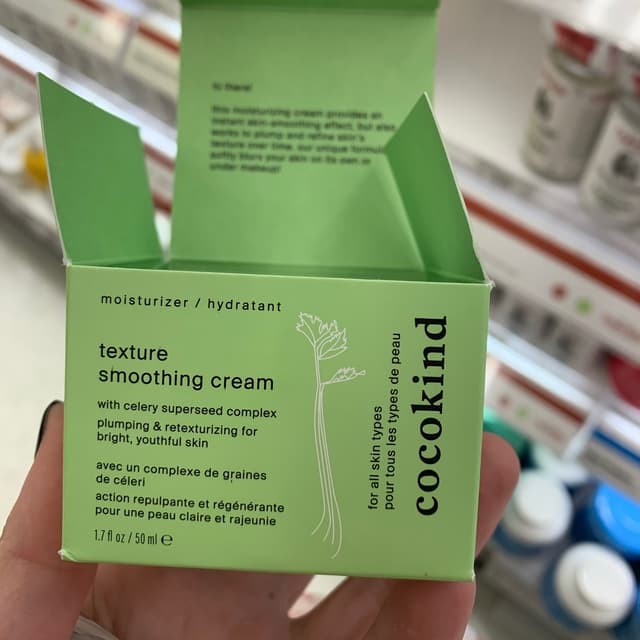 hi there!
this moisturizing cream provides an
instant skin-smoothing effect, but also
works to plump and refine skin's
texture over time. our unique formula
softly blurs your skin on its own or
under makeup!
moisturizer / hydratant
texture
smoothing cream
with celery superseed complex
plumping & retexturizing for
bright, youthful skin
avec un complexe de graines
de céleri
action repulpante et régénérante
pour une peau claire et rajeunie
1.7 fl oz / 50 ml ℮
for all skin types
pour tous les types de peau
cocokind